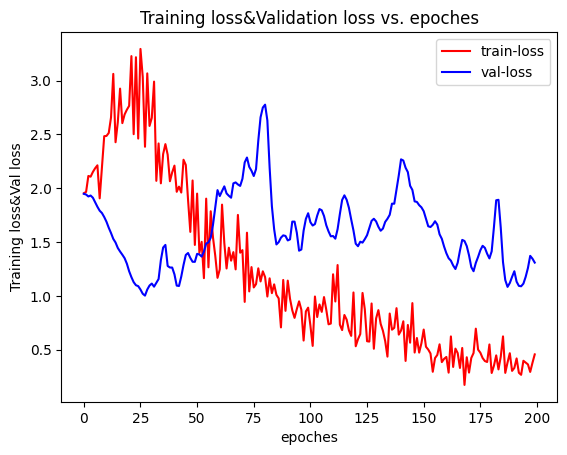 Training loss&Validation loss vs. epoches
train-loss
val-loss
Training loss&Val loss
3.0
2.5
2.0
1.5
1.0
0.5
0 25 50 75 100 125 150 175 200
epoches